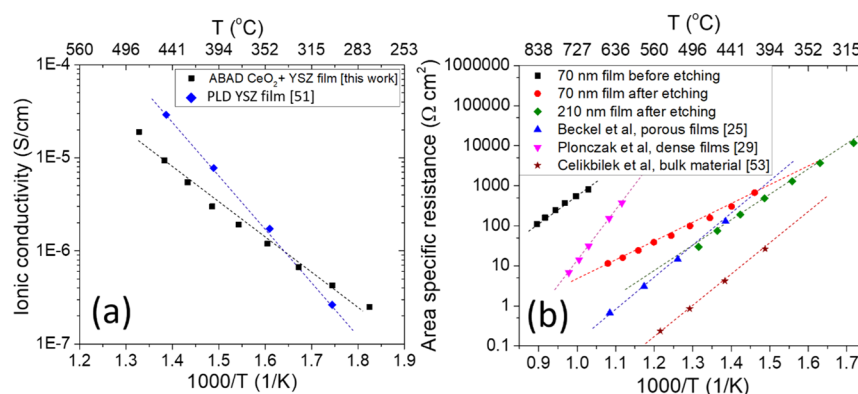 T (°C)
560 496 441 394 352 315 283 253
1E-4
1E-5
1E-6
1E-7
Ionic conductivity (S/cm)
ABAD CeO2+ YSZ film [this work]
PLD YSZ film [51]
(a)
1.2 1.3 1.4 1.5 1.6 1.7 1.8 1.9
1000/T (1/K)
T (°C)
838 727 636 560 496 441 394 352 315
1000000
100000
10000
1000
100
10
1
0.1
Area specific resistance (Ω cm²)
70 nm film before etching
70 nm film after etching
210 nm film after etching
Beckel et al, porous films [25]
Plonczak et al, dense films [29]
Celikbilek et al, bulk material [53]
(b)
0.9 1.0 1.1 1.2 1.3 1.4 1.5 1.6 1.7
1000/T (1/K)